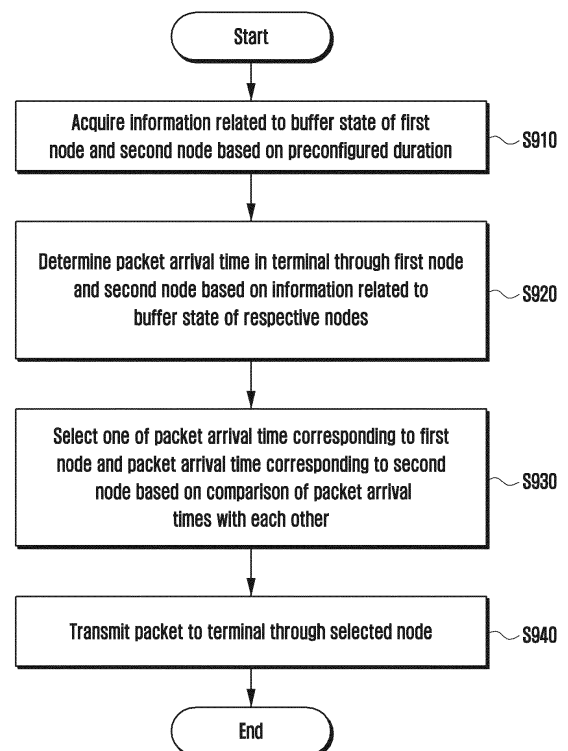 Start
Acquire information related to buffer state of first
node and second node based on preconfigured duration
S910
Determine packet arrival time in terminal through first node
and second node based on information related to
buffer state of respective nodes
S920
Select one of packet arrival time corresponding to first
node and packet arrival time corresponding to second
node based on comparison of packet arrival
times with each other
S930
Transmit packet to terminal through selected node
S940
End